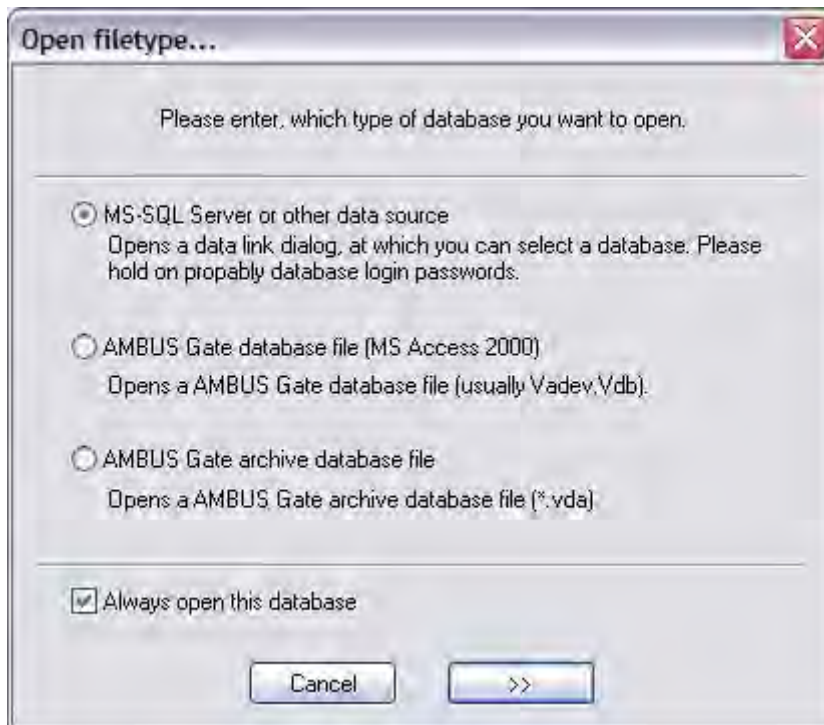 Open filetype...
Please enter, which type of database you want to open.
MS-SQL Server or other data source
Opens a data link dialog, at which you can select a database. Please
hold on propably database login passwords.
AMBUS Gate database file (MS Access 2000)
Opens a AMBUS Gate database file (usually Vadev.Vdb).
AMBUS Gate archive database file
Opens a AMBUS Gate archive database file (*.vda)
Always open this database
Cancel >>